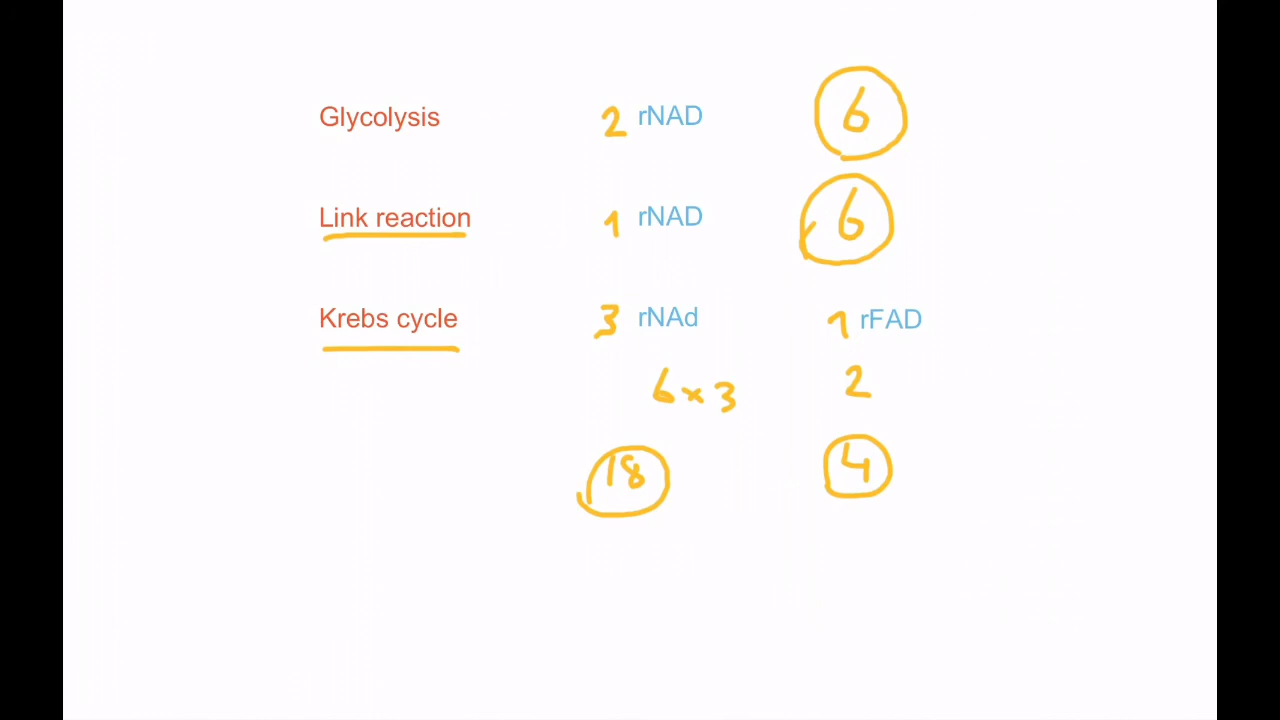 Glycolysis 2 rNAD 6
Link reaction 1 rNAD 6
Krebs cycle 3 rNAd 1 rFAD
6 x 3 2
18 4